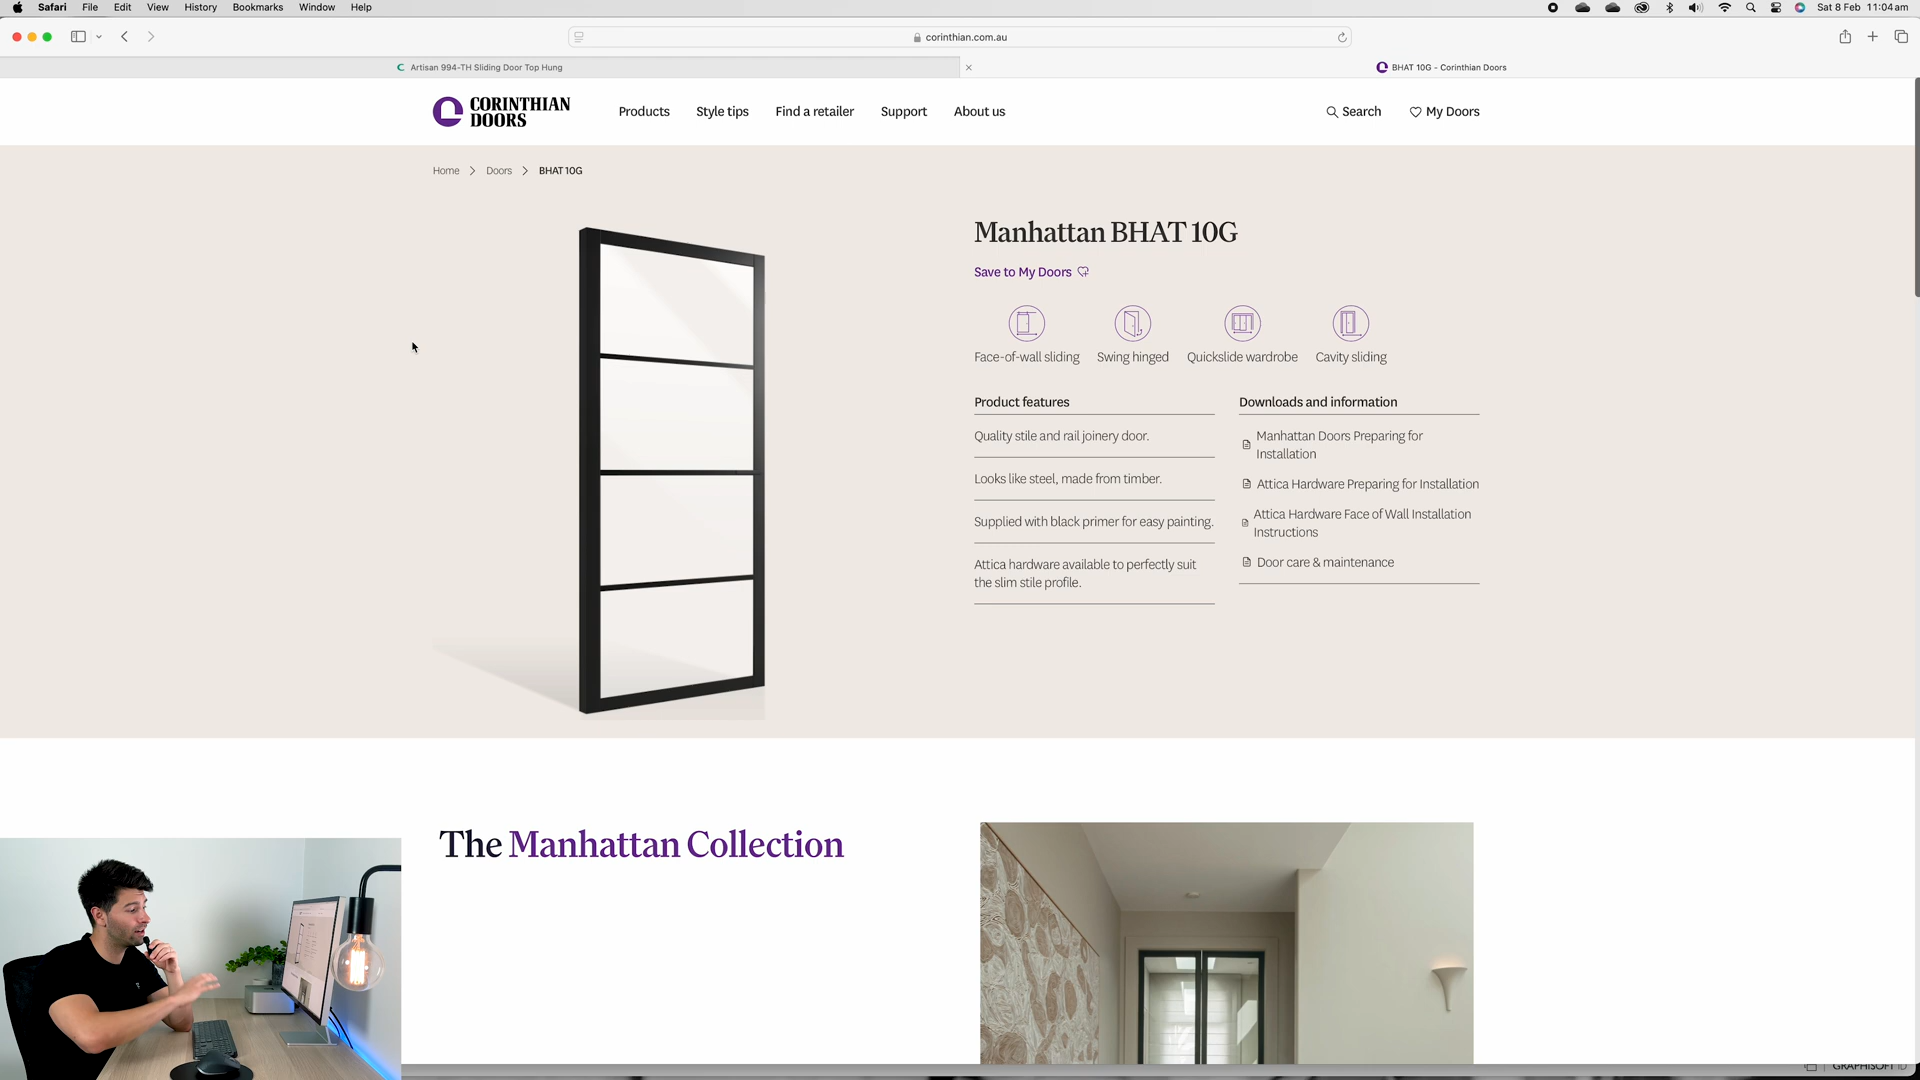 Safari File Edit View History Bookmarks Window Help Sat 8 Feb 11:04 am
corinthian.com.au
Artisan 994-TH Sliding Door Top Hung
BHAT 10G - Corinthian Doors
CORINTHIAN
DOORS
Products Style tips Find a retailer Support About us Search My Doors
Home Doors BHAT 10G
Manhattan BHAT 10G
Save to My Doors
Face-of-wall sliding Swing hinged Quickslide wardrobe Cavity sliding
Product features
Quality stile and rail joinery door.
Looks like steel, made from timber.
Supplied with black primer for easy painting.
Attica hardware available to perfectly suit
the slim stile profile.
Downloads and information
Manhattan Doors Preparing for
Installation
Attica Hardware Preparing for Installation
Attica Hardware Face of Wall Installation
Instructions
Door care & maintenance
The Manhattan Collection
GRAPHISOFT ID